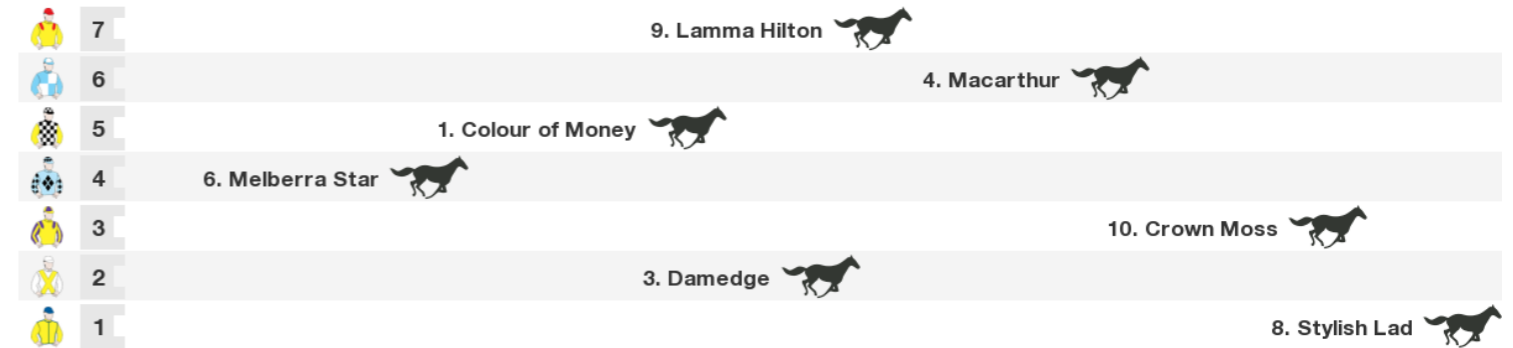 7 9. Lamma Hilton
6 4. Macarthur
5 1. Colour of Money
4 6. Melberra Star
3 10. Crown Moss
2 3. Damedge
1 8. Stylish Lad